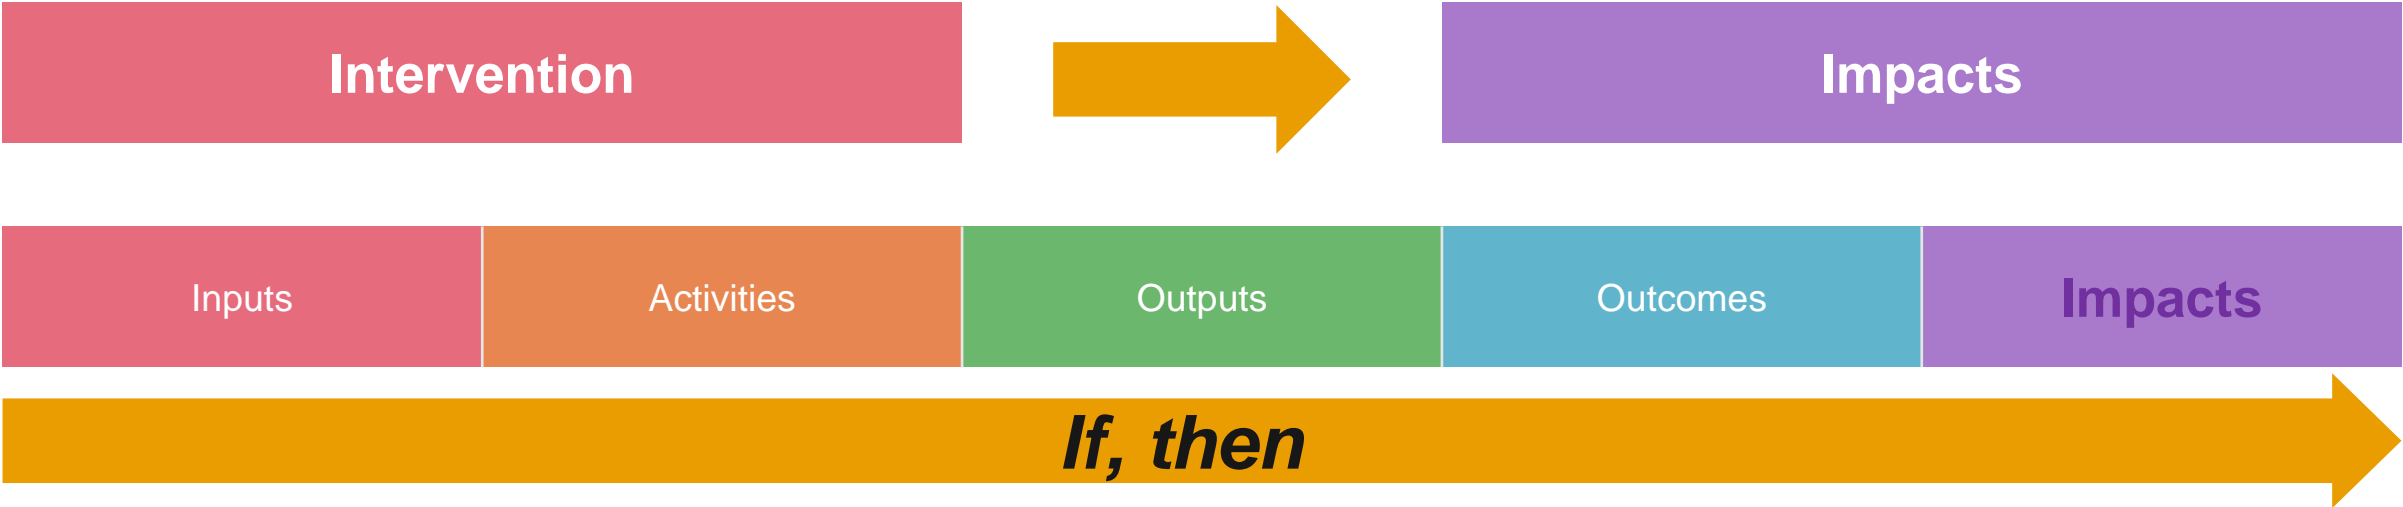 Intervention
Impacts
Inputs
Activities
Outputs
Outcomes
Impacts
If, then